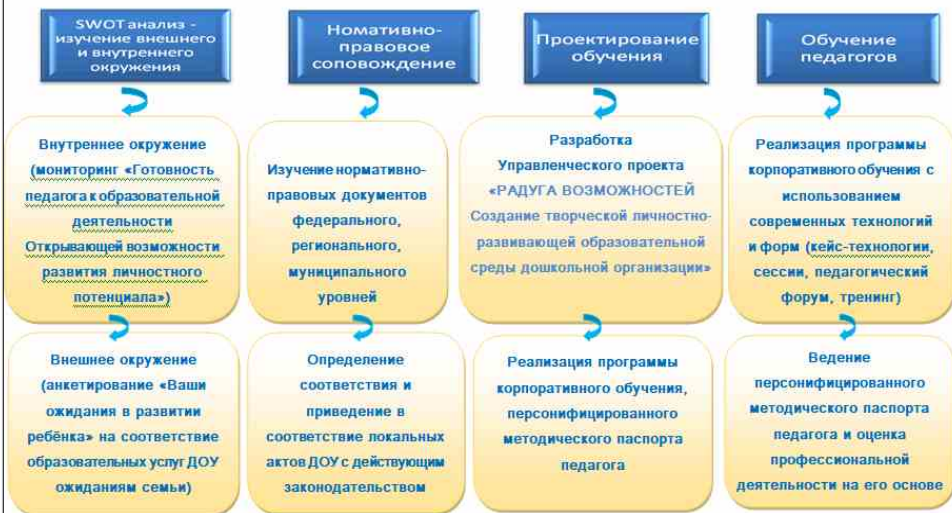 SWOT анализ -
изучение внешнего
и внутреннего
окружения
Внутреннее окружение
(мониторинг «Готовность
педагога к образовательной
деятельности
Открывающей возможности
развития личностного
потенциала»)
Внешнее окружение
(анкетирование «Ваши
ожидания в развитии
ребёнка» на соответствие
образовательных услуг ДОУ
ожиданиям семьи)
Номативно-
правовое
соповождение
Изучение нормативно-
правовых документов
федерального,
регионального,
муниципального
уровней
Определение
соответствия и
приведение в
соответствие локальных
актов ДОУ с действующим
законодательством
Проектирование
обучения
Разработка
Управленческого проекта
«РАДУГА ВОЗМОЖНОСТЕЙ
Создание творческой личностно-
развивающей образовательной
среды дошкольной организации»
Реализация программы
корпоративного обучения,
персонифицированного
методического паспорта
педагога
Обучение
педагогов
Реализация программы
корпоративного обучения с
использованием
современных технологий
и форм (кейс-технологии,
сессии, педагогический
форум, тренинг)
Ведение
персонифицированного
методического паспорта
педагога и оценка
профессиональной
деятельности на его основе